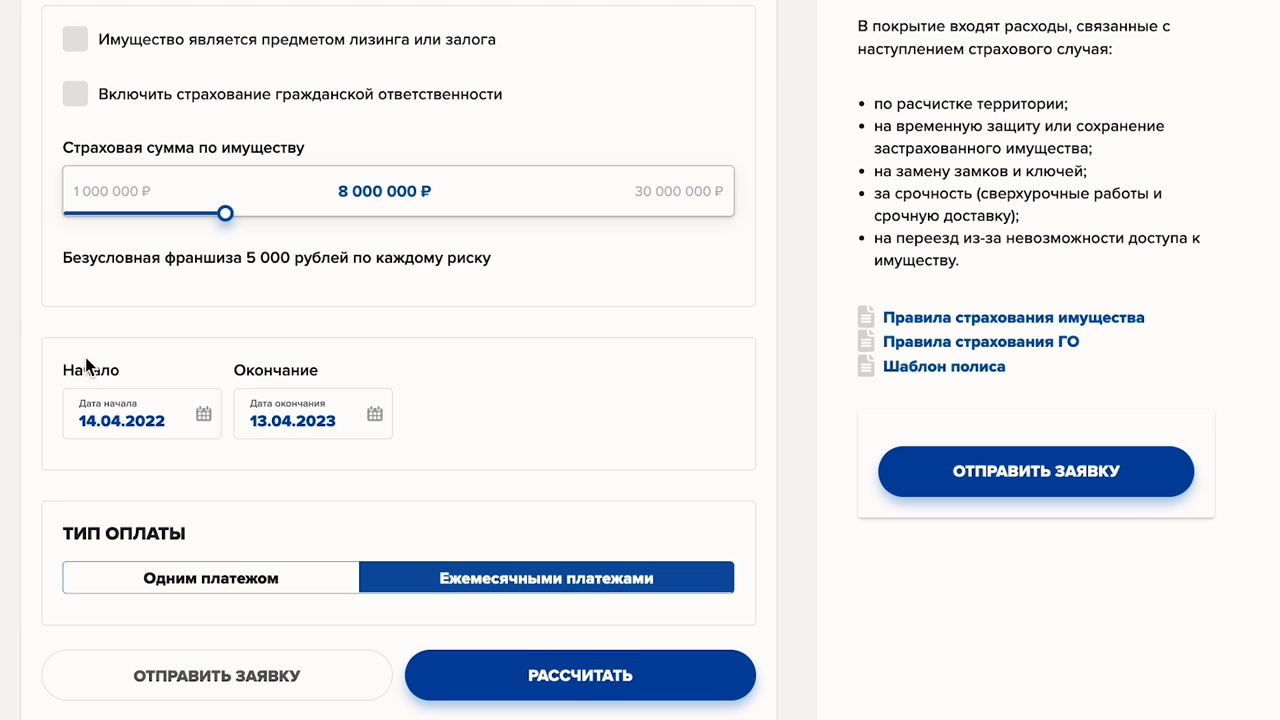 Имущество является предметом лизинга или залога
Включить страхование гражданской ответственности
Страховая сумма по имуществу
1 000 000 ₽
8 000 000 ₽
30 000 000 ₽
Безусловная франшиза 5 000 рублей по каждому риску
Начало
Окончание
Дата начала
14.04.2022
Дата окончания
13.04.2023
ТИП ОПЛАТЫ
Одним платежом
Ежемесячными платежами
ОТПРАВИТЬ ЗАЯВКУ
РАССЧИТАТЬ
В покрытие входят расходы, связанные с
наступлением страхового случая:
по расчистке территории;
на временную защиту или сохранение
застрахованного имущества;
на замену замков и ключей;
за срочность (сверхурочные работы и
срочную доставку);
на переезд из-за невозможности доступа к
имуществу.
Правила страхования имущества
Правила страхования ГО
Шаблон полиса
ОТПРАВИТЬ ЗАЯВКУ